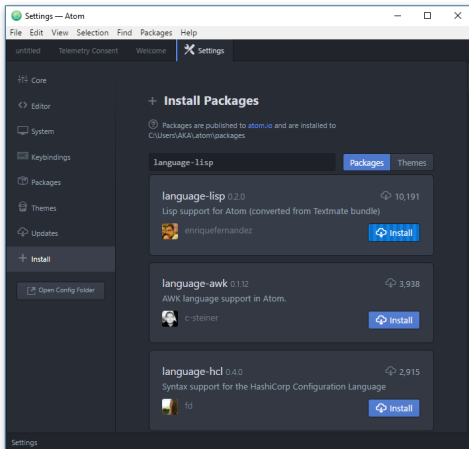 Settings — Atom
File Edit View Selection Find Packages Help
untitled Telemetry Consent Welcome Settings
Core
Editor
System
Keybindings
Packages
Themes
Updates
Install
Open Config Folder
Install Packages
Packages are published to atom.io and are installed to
C:\Users\AKA\.atom\packages
language-lisp
Packages Themes
language-lisp 0.2.0 10,191
Lisp support for Atom (converted from Textmate bundle)
enriquefernandez Install
language-awk 0.1.12 3,938
AWK language support in Atom.
c-steiner Install
language-hcl 0.4.0 2,915
Syntax support for the HashiCorp Configuration Language
fd Install
Settings